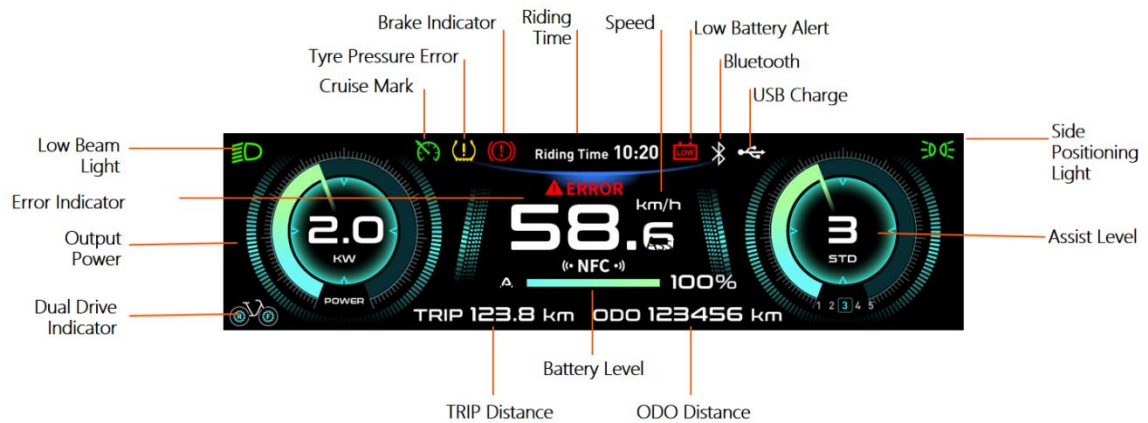 Brake Indicator
Riding
Time
Speed
Low Battery Alert
Tyre Pressure Error
Bluetooth
Cruise Mark
USB Charge
Low Beam
Light
Side
Positioning
Light
Riding Time 10:20
LOW
ERROR
Error Indicator
58.6 km/h
2.0
KW
POWER
3
STD
1 2 3 4 5
Output
Power
Assist Level
NFC
A
100%
Dual Drive
Indicator
R F
TRIP 123.8 km ODO 123456 km
Battery Level
TRIP Distance
ODO Distance